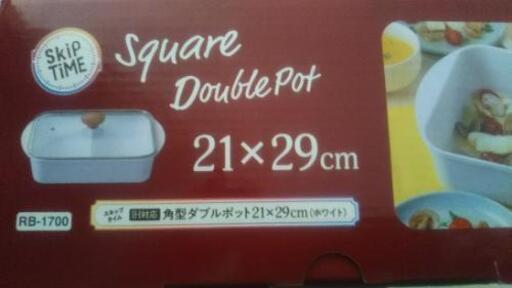 SKiP
TiME
Square
Double Pot
21×29cm
RB-1700
スキップ
タイム
IH対応 角型ダブルポット21×29cm(ホワイト)